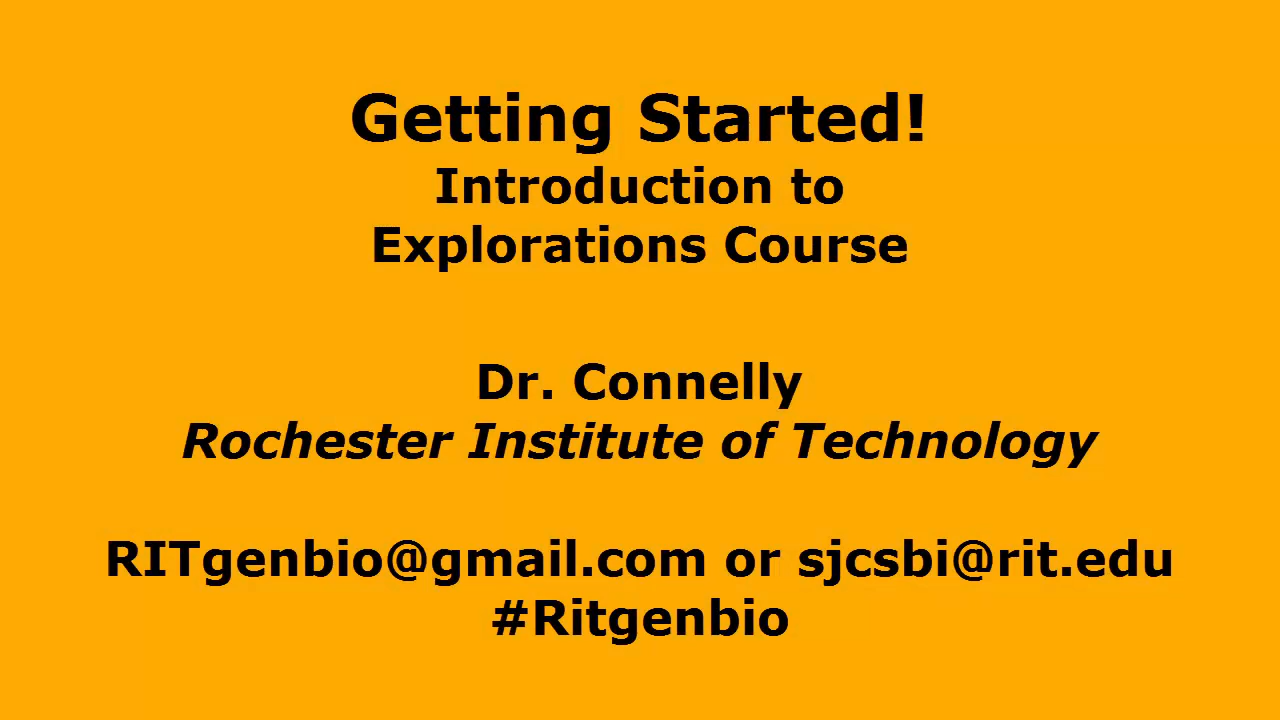 Getting Started!
Introduction to
Explorations Course
Dr. Connelly
Rochester Institute of Technology
RITgenbio@gmail.com or sjcsbi@rit.edu
#Ritgenbio